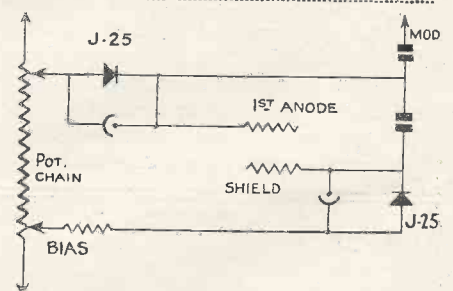 J-25
MOD
1ST ANODE
POT.
CHAIN
SHIELD
J-25
BIAS